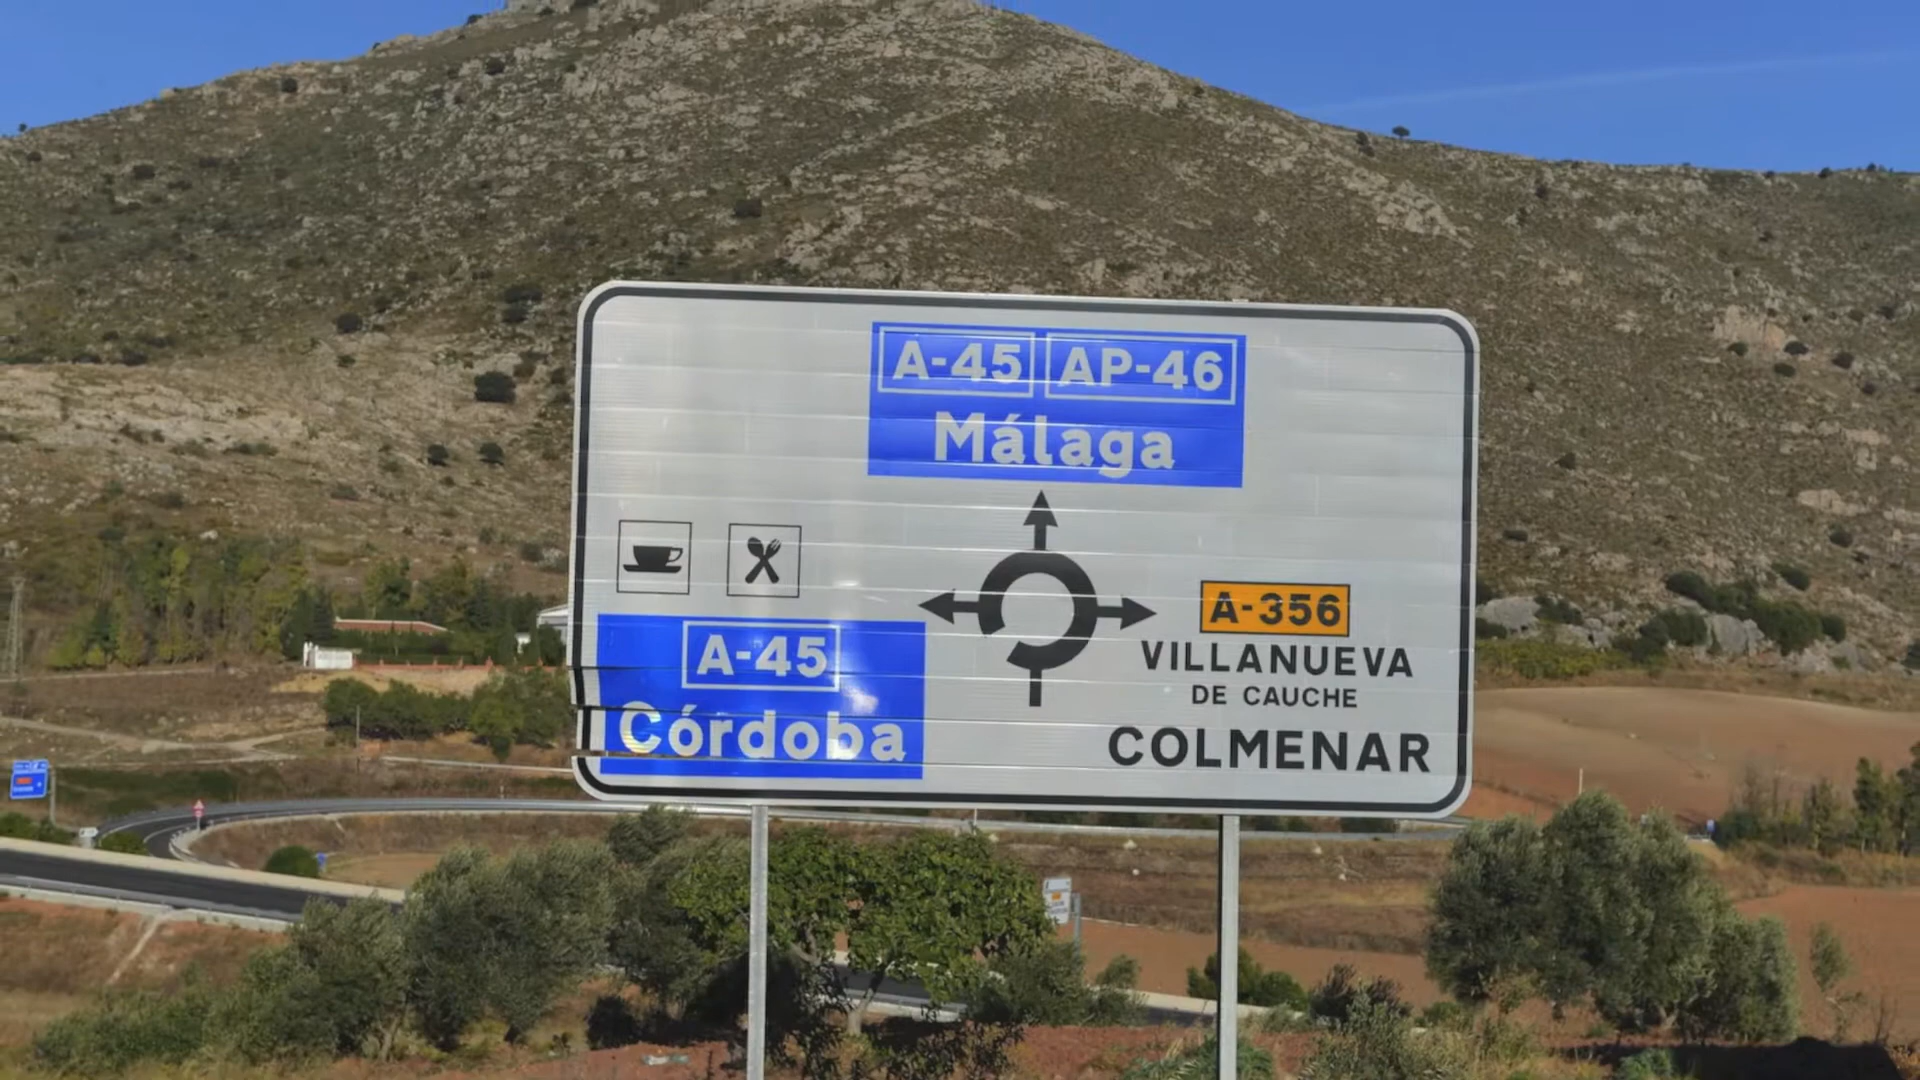 A-45 AP-46
Málaga
A-45
Córdoba
A-356
VILLANUEVA
DE CAUCHE
COLMENAR